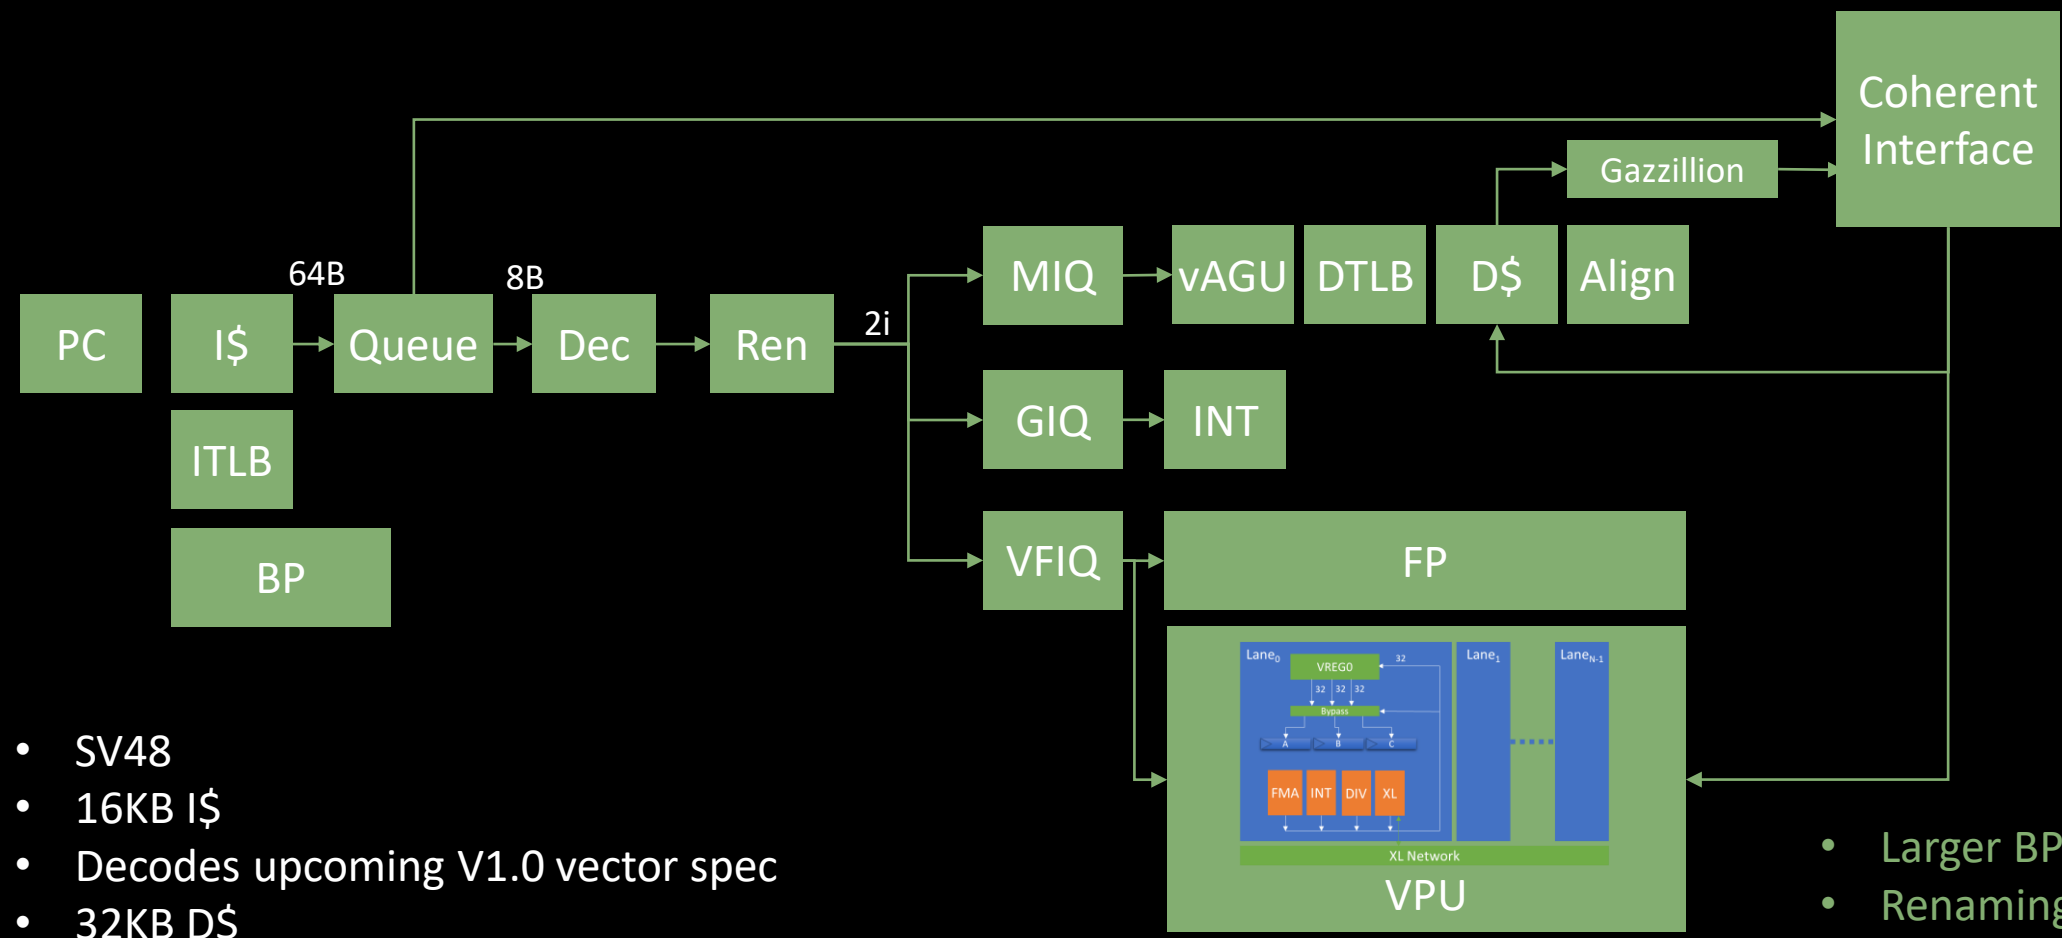 Coherent
Interface
Gazzillion
64B
8B
2i
PC
I$
Queue
Dec
Ren
MIQ
vAGU
DTLB
D$
Align
ITLB
GIQ
INT
BP
VFIQ
FP
Lane0
VREG0
32
Lane1
LaneN-1
32 32 32
Bypass
A B C
FMA INT DIV XL
XL Network
VPU
• SV48
• 16KB I$
• Decodes upcoming V1.0 vector spec
• 32KB D$
• Larger BP
• Renaming